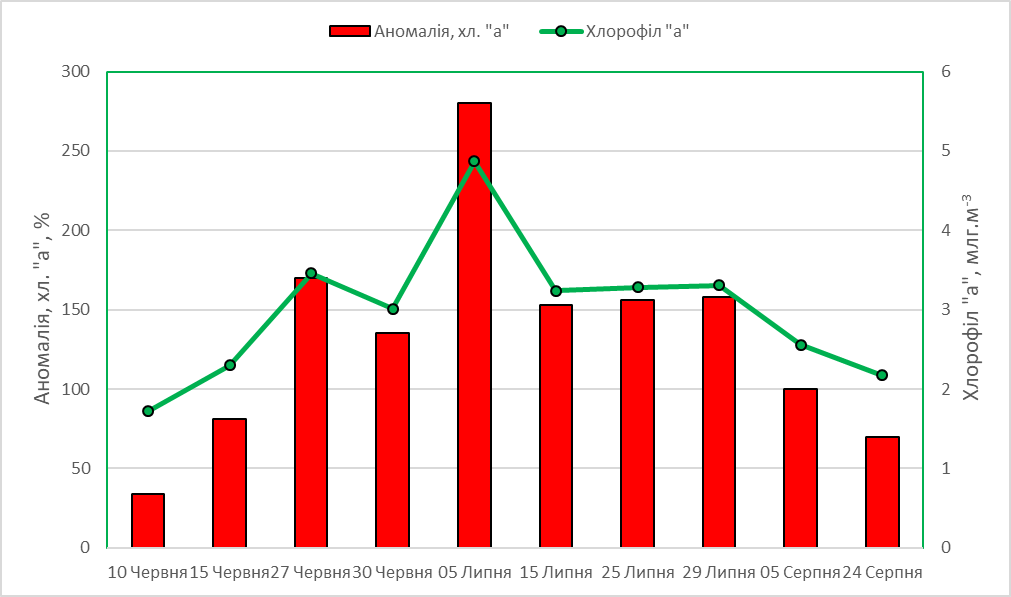 Аномалія, хл. "а" Хлорофіл "а"
300 6
250 5
200 4
150 3
100 2
50 1
0 0
Аномалія, хл. "а", %
Хлорофіл "а", млг.м-³
10 Червня 15 Червня 27 Червня 30 Червня 05 Липня 15 Липня 25 Липня 29 Липня 05 Серпня 24 Серпня